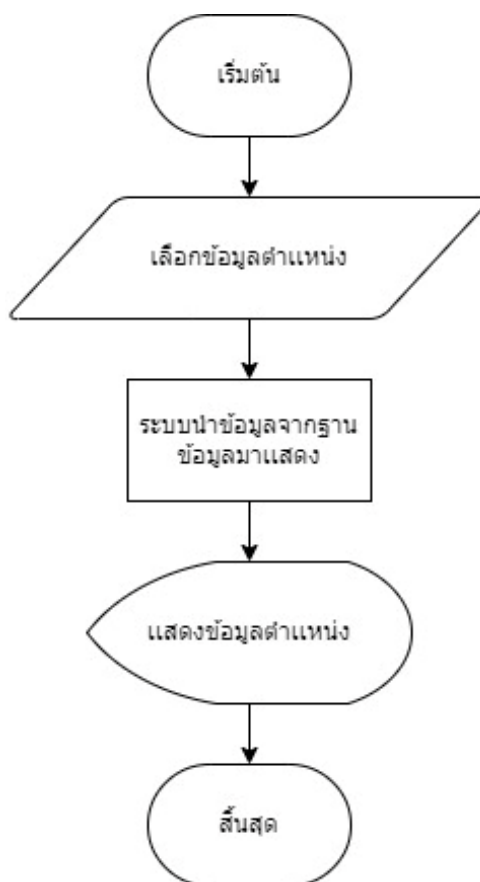 เริ่มต้น
เลือกข้อมูลตำแหน่ง
ระบบนำข้อมูลจากฐาน
ข้อมูลมาแสดง
แสดงข้อมูลตำแหน่ง
สิ้นสุด